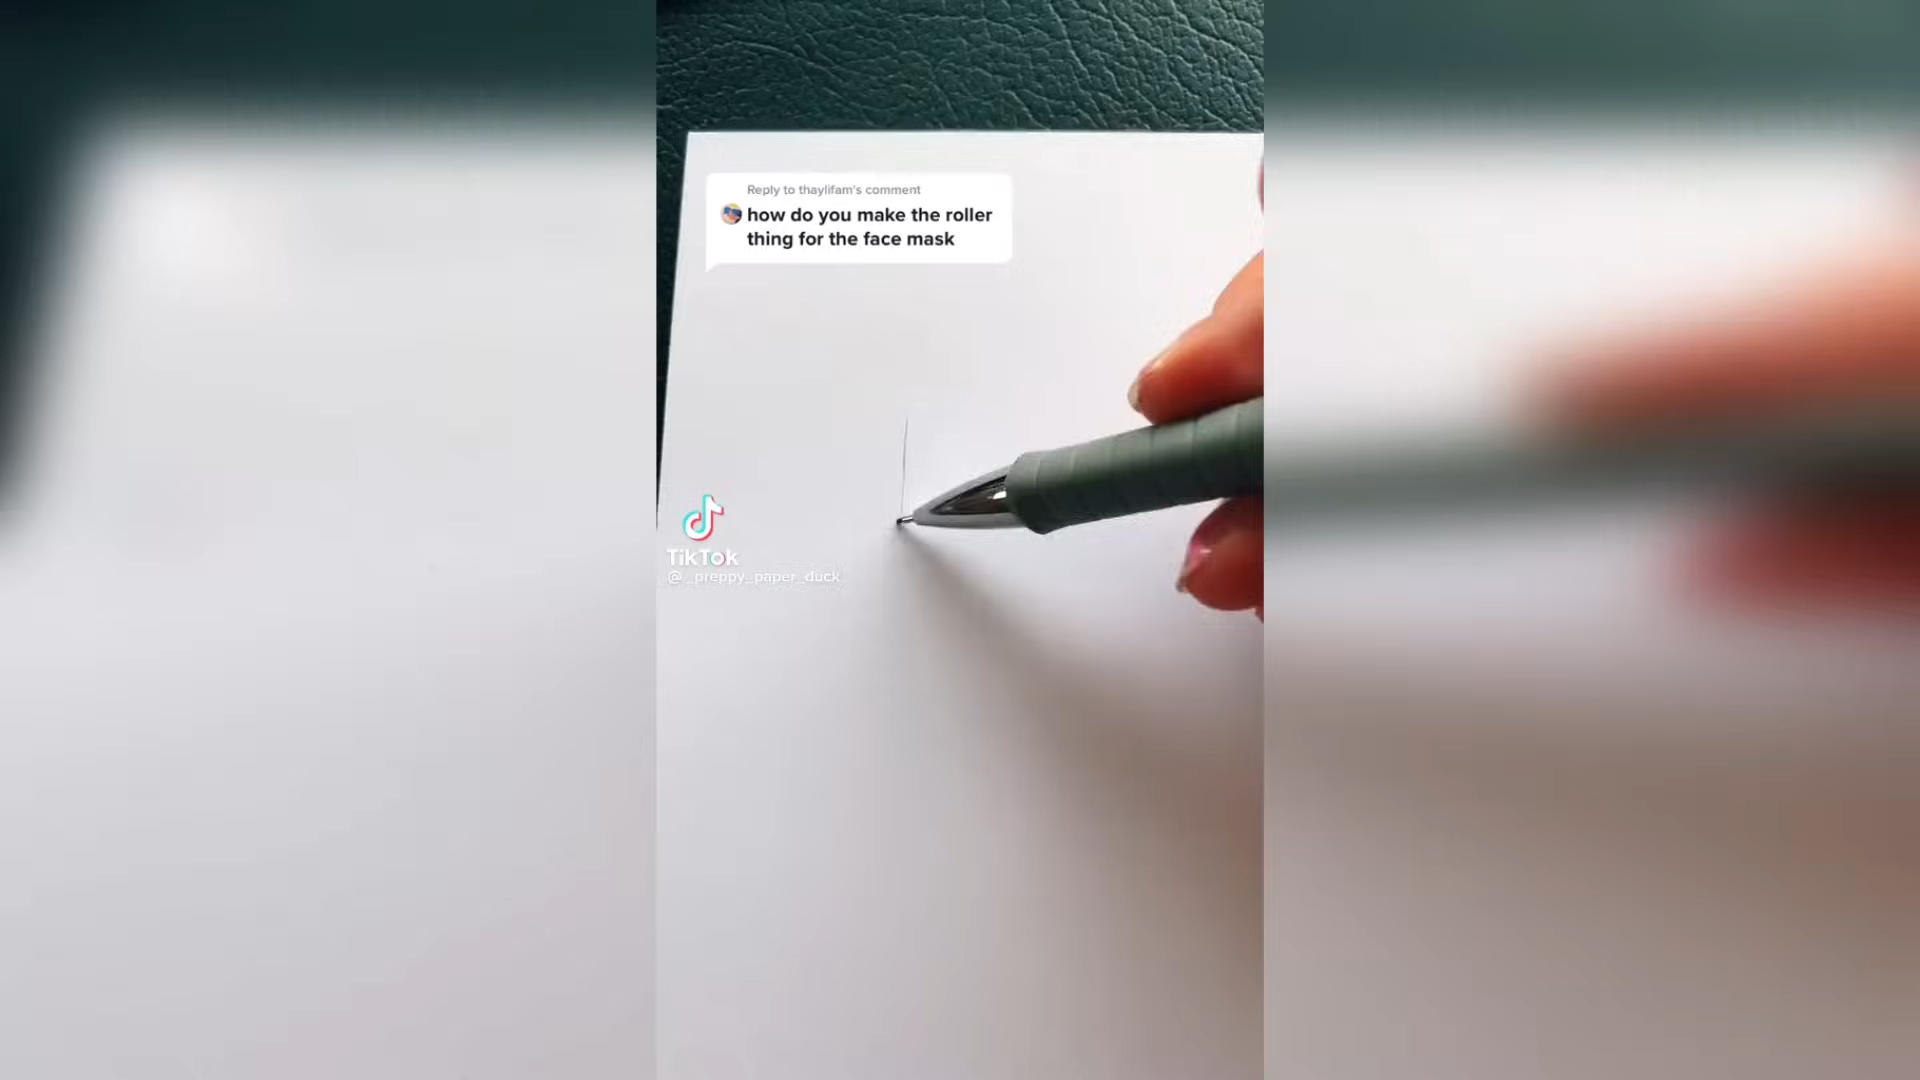 Reply to thaylifam's comment
how do you make the roller
thing for the face mask
TikTok
@_preppy_paper_duck